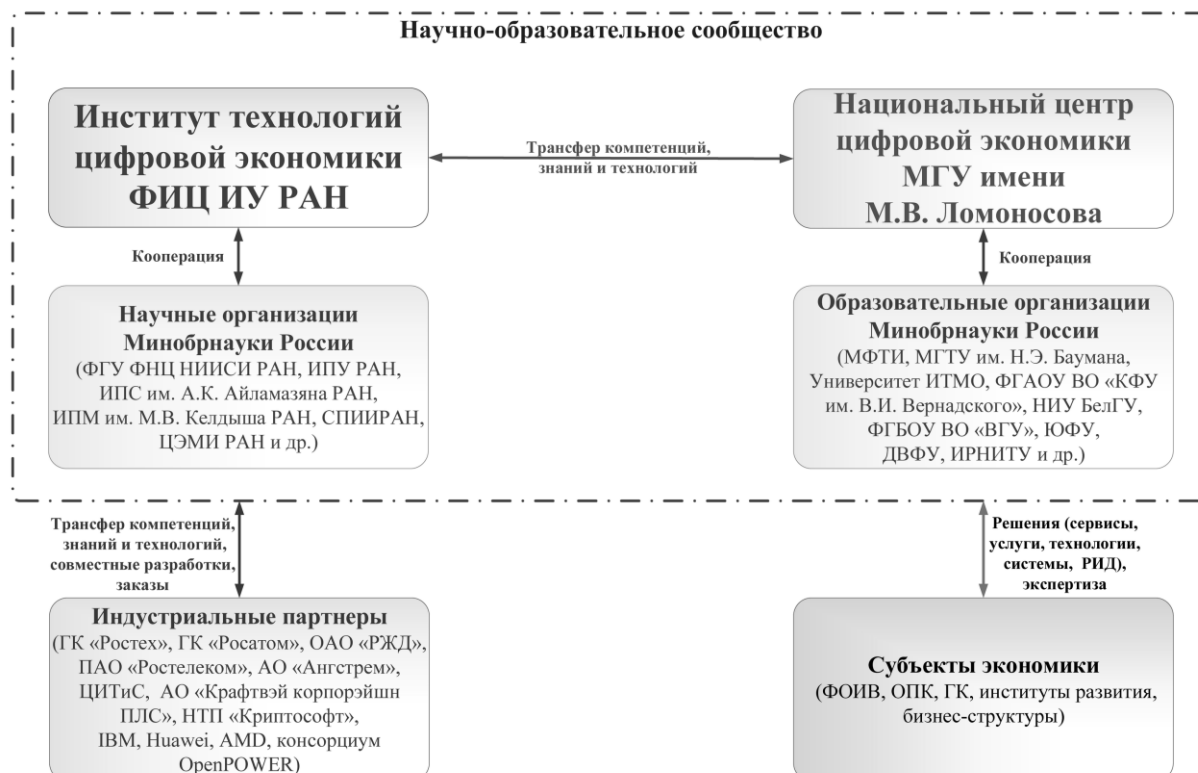 Научно-образовательное сообщество
Институт технологий
цифровой экономики
ФИЦ ИУ РАН
Трансфер компетенций,
знаний и технологий
Национальный центр
цифровой экономики
МГУ имени
М.В. Ломоносова
Кооперация
Кооперация
Научные организации
Минобрнауки России
(ФГУ ФНЦ НИИСИ РАН, ИПУ РАН,
ИПС им. А.К. Айламазяна РАН,
ИПМ им. М.В. Келдыша РАН, СПИИРАН,
ЦЭМИ РАН и др.)
Образовательные организации
Минобрнауки России
(МФТИ, МГТУ им. Н.Э. Баумана,
Университет ИТМО, ФГАОУ ВО «КФУ
им. В.И. Вернадского», НИУ БелГУ,
ФГБОУ ВО «ВГУ», ЮФУ,
ДВФУ, ИРНИТУ и др.)
Трансфер компетенций,
знаний и технологий,
совместные разработки,
заказы
Решения (сервисы,
услуги, технологии,
системы, РИД),
экспертиза
Индустриальные партнеры
(ГК «Ростех», ГК «Росатом», ОАО «РЖД»,
ПАО «Ростелеком», АО «Ангстрем»,
ЦИТиС, АО «Крафтвэй корпорэйшн
ПЛС», НТП «Криптософт»,
IBM, Huawei, AMD, консорциум
OpenPOWER)
Субъекты экономики
(ФОИВ, ОПК, ГК, институты развития,
бизнес-структуры)